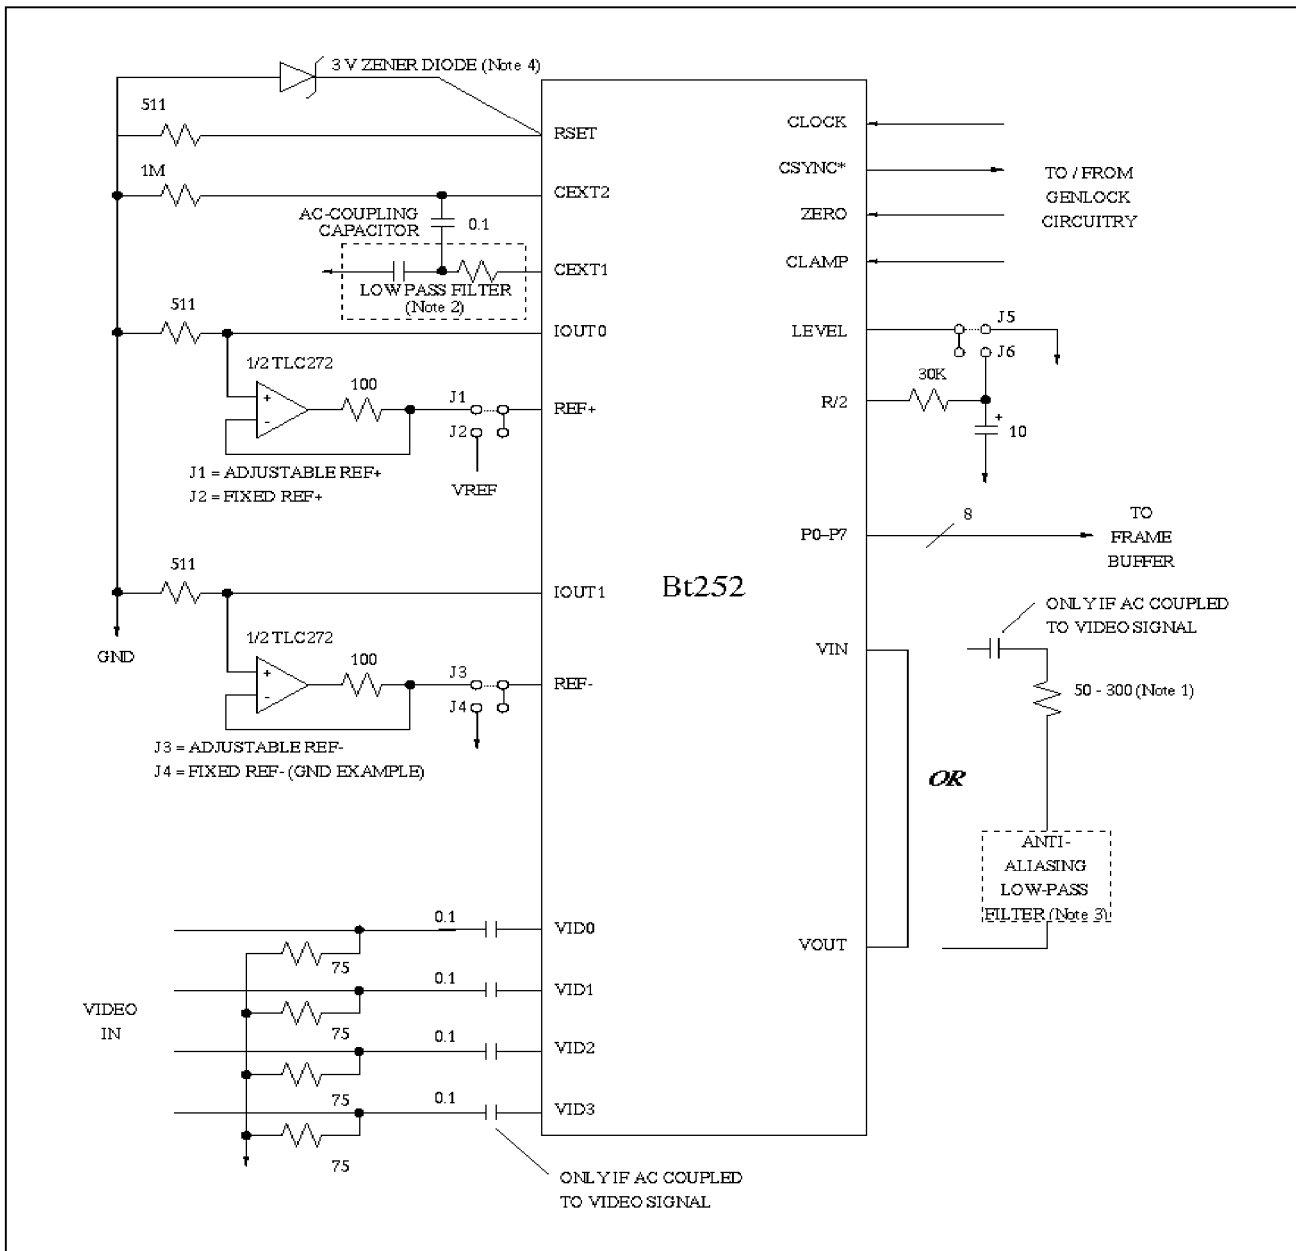 3 V ZENER DIODE (Note 4)
511
RSET
1M
CEXT2
AC-COUPLING
CAPACITOR
0.1
CEXT1
LOW PASS FILTER
(Note 2)
511
IOUT0
1/2 TLC272
100
+
-
J1
J2
REF+
J1 = ADJUSTABLE REF+
J2 = FIXED REF+
VREF
511
IOUT1
GND
1/2 TLC272
100
+
-
J3
J4
REF-
J3 = ADJUSTABLE REF-
J4 = FIXED REF- (GND EXAMPLE)
Bt252
CLOCK
CSYNC*
ZERO
CLAMP
TO / FROM
GENLOCK
CIRCUITRY
LEVEL
J5
J6
30K
R/2
+
10
P0-P7
8
TO
FRAME
BUFFER
ONLY IF AC COUPLED
TO VIDEO SIGNAL
VIN
50 - 300 (Note 1)
OR
ANTI-
ALIASING
LOW-PASS
FILTER (Note 3)
VOUT
VIDEO
IN
0.1
VID0
75
0.1
VID1
75
0.1
VID2
75
0.1
VID3
75
ONLY IF AC COUPLED
TO VIDEO SIGNAL